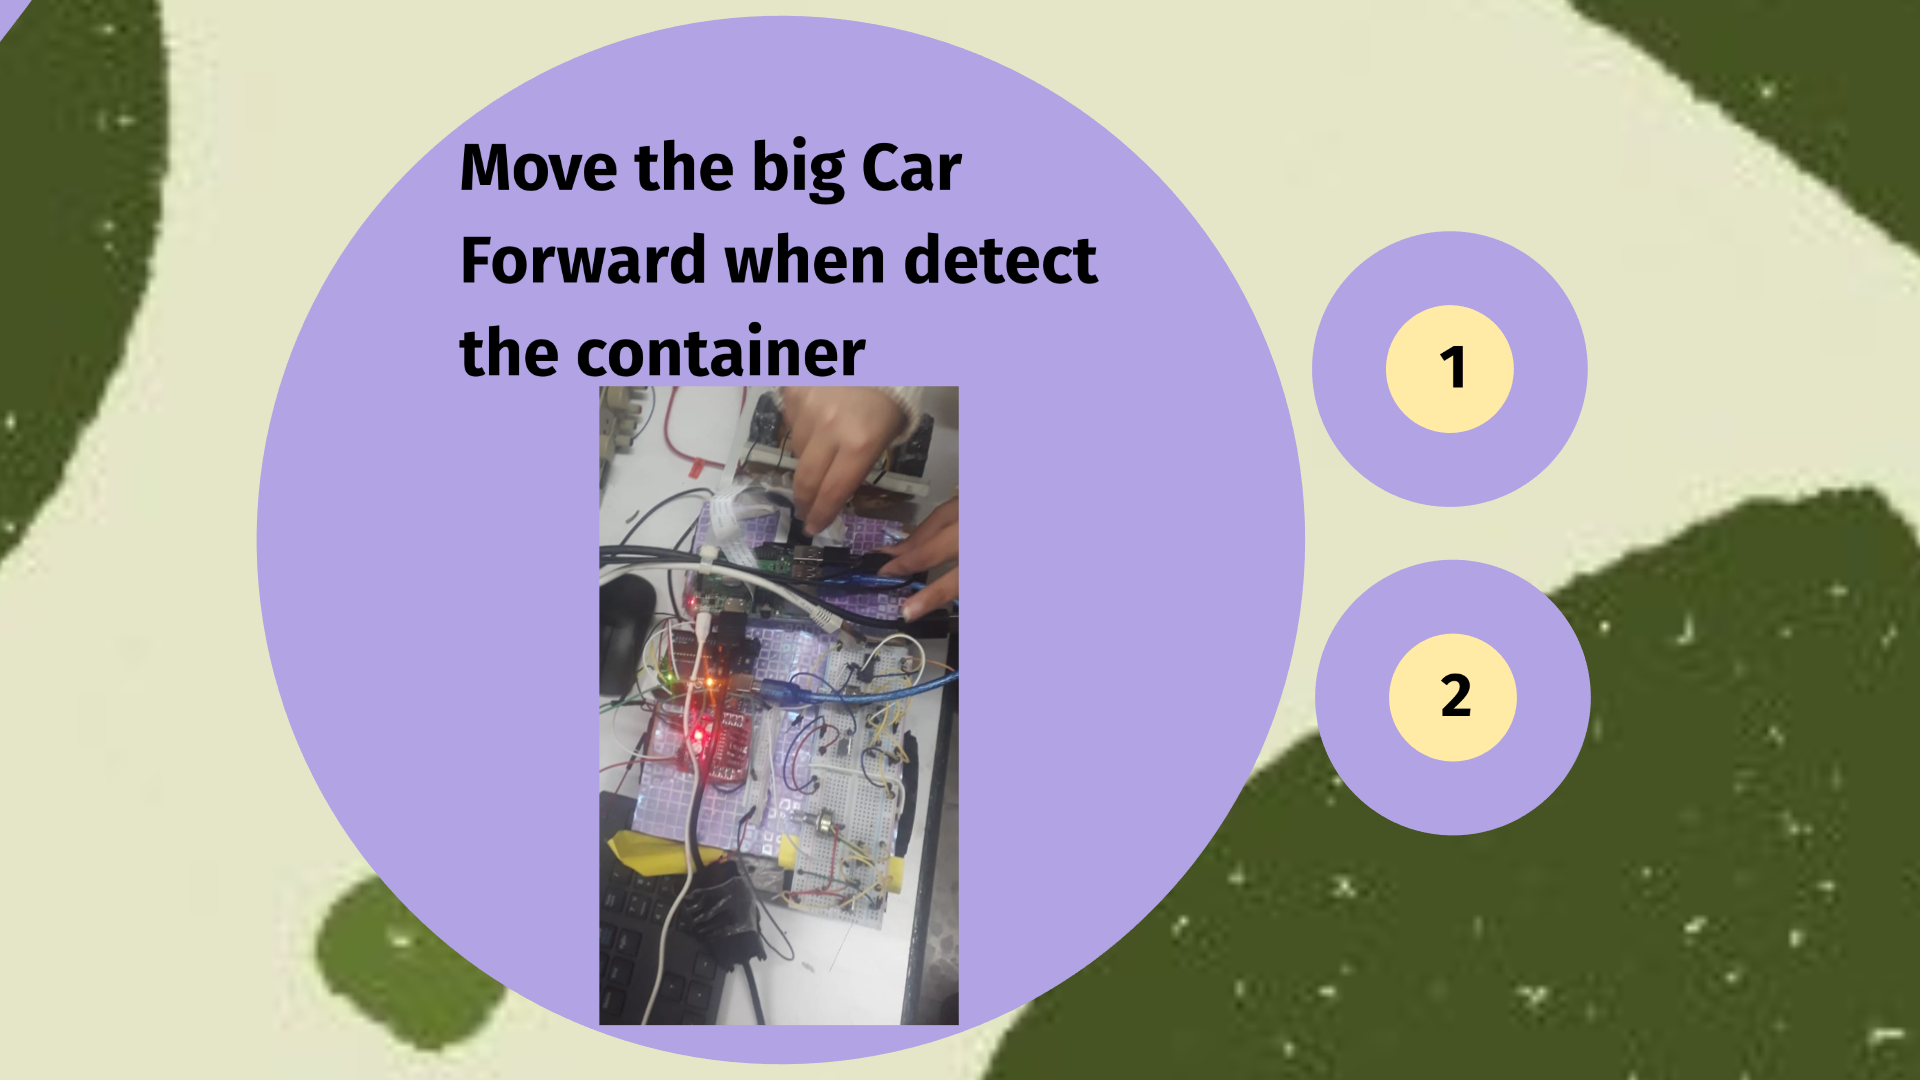 Move the big Car
Forward when detect
the container
1
2